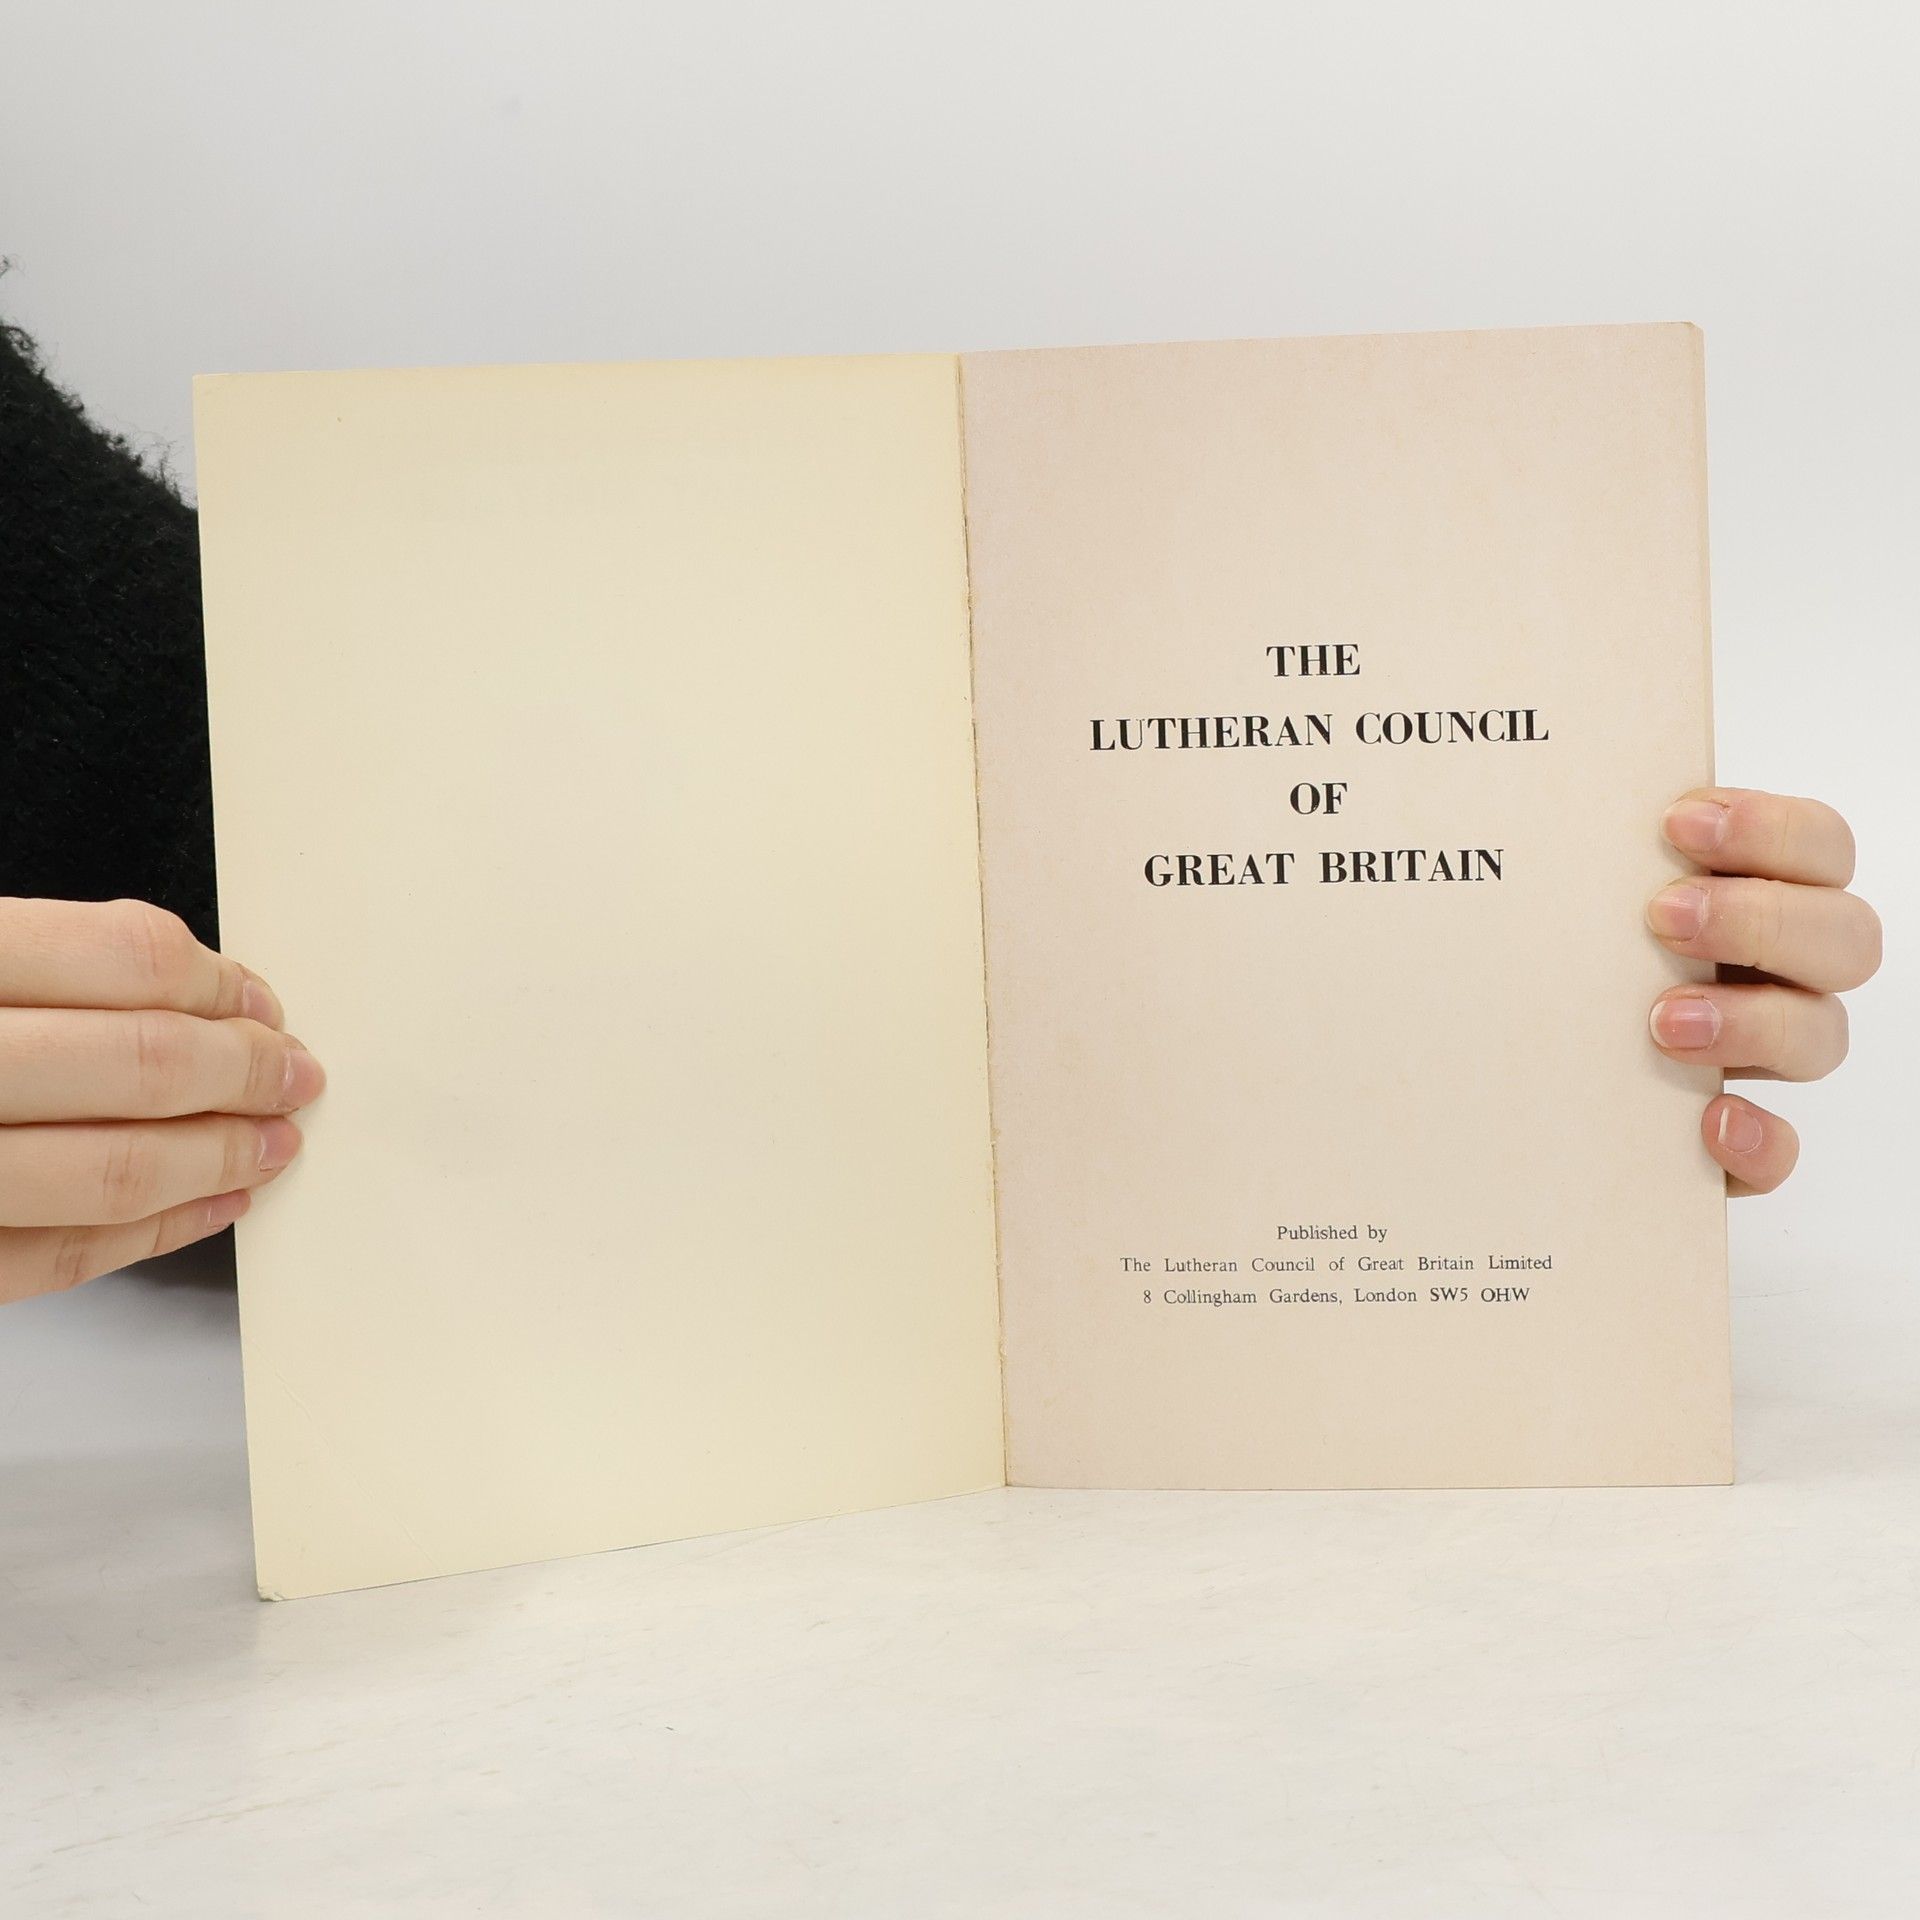 THE
LUTHERAN COUNCIL
OF
GREAT BRITAIN
Published by
The Lutheran Council of Great Britain Limited
8 Collingham Gardens, London SW5 OHW